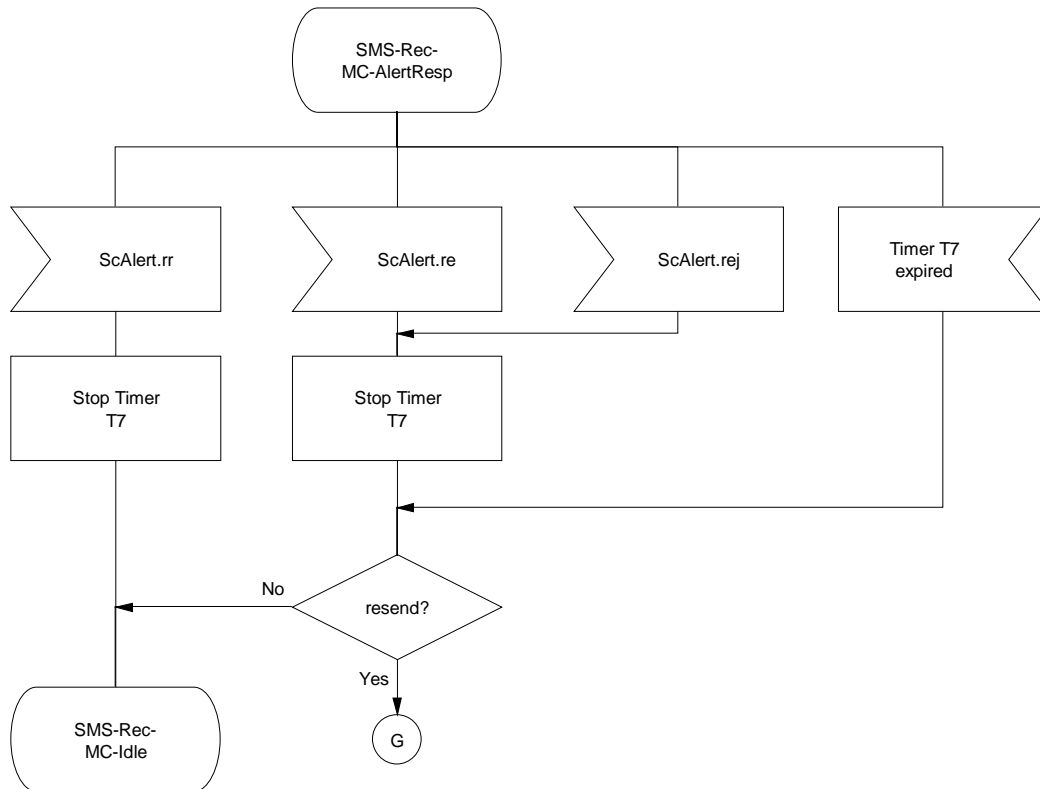 SMS-Rec-
MC-AlertResp
ScAlert.rr
ScAlert.re
ScAlert.rej
Timer T7
expired
Stop Timer
T7
Stop Timer
T7
No
resend?
Yes
SMS-Rec-
MC-Idle
G